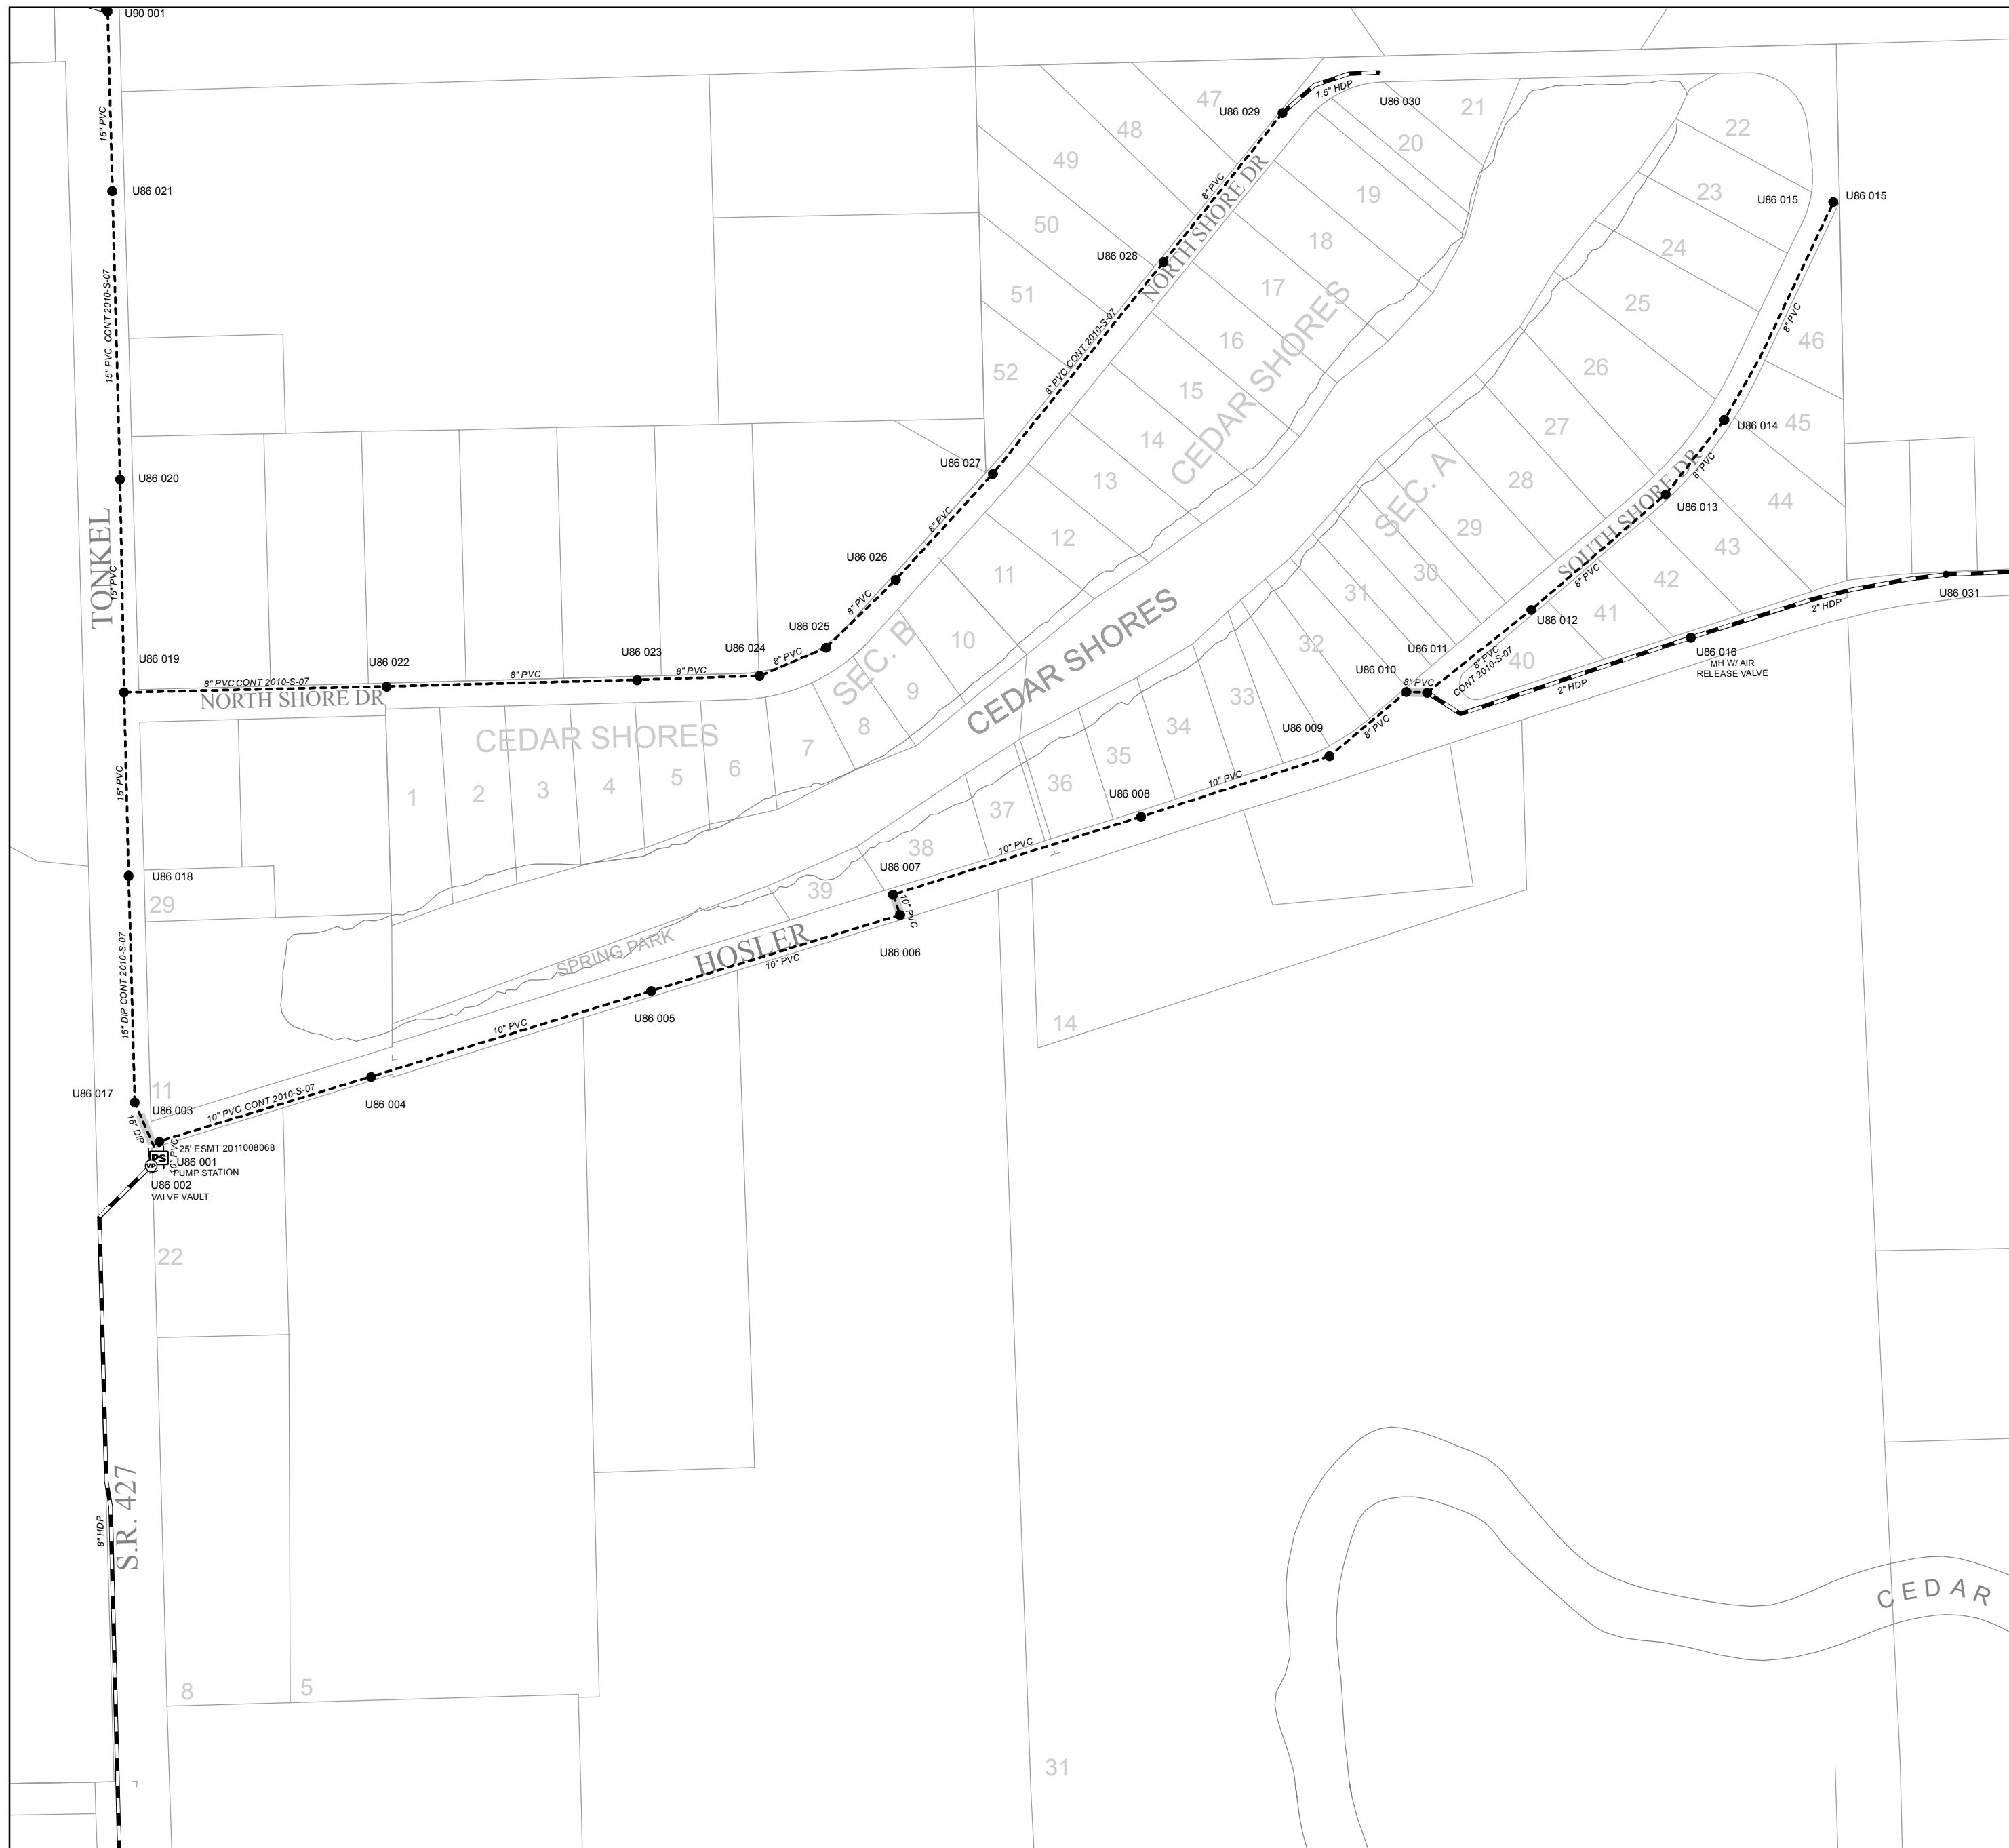 U90 001
15" PVC
U86 021
15" PVC CONT 2010-S-07
U86 020
TONKEL
15" PVC
U86 019
8" PVC CONT 2010-S-07
NORTH SHORE DR
U86 022
8" PVC
U86 023
8" PVC
U86 024
8" PVC
U86 025
8" PVC
U86 026
8" PVC
U86 027
8" PVC CONT 2010-S-07
U86 028
NORTH SHORE DR
8" PVC
U86 029
1.5" HDP
U86 030
47
48
49
50
51
52
21
20
19
18
17
16
15
14
13
12
11
10
9
8
7
6
5
4
3
2
1
CEDAR SHORES
SEC. B
CEDAR SHORES
CEDAR SHORES
SEC. A
22
23
24
25
26
27
28
29
30
31
32
33
34
35
36
37
38
39
U86 015
U86 015
8" PVC
46
45
U86 014
8" PVC
44
SOUTH SHORE DR
U86 013
43
8" PVC
42
U86 012
41
40
8" PVC
CONT 2010-S-07
U86 011
U86 010
8" PVC
2" HDP
U86 016
MH W/ AIR
RELEASE VALVE
2" HDP
U86 031
U86 009
8" PVC
10" PVC
U86 008
10" PVC
U86 007
10" PVC
U86 006
HOSLER
10" PVC
SPRING PARK
U86 005
10" PVC
U86 004
10" PVC CONT 2010-S-07
15" PVC
U86 018
29
16" DIP CONT 2010-S-07
11
U86 017
U86 003
16" DIP
10" PVC
25' ESMT 2011008068
PS
U86 001
PUMP STATION
VP
U86 002
VALVE VAULT
14
22
S.R. 427
8" HDP
8
5
31
CEDAR